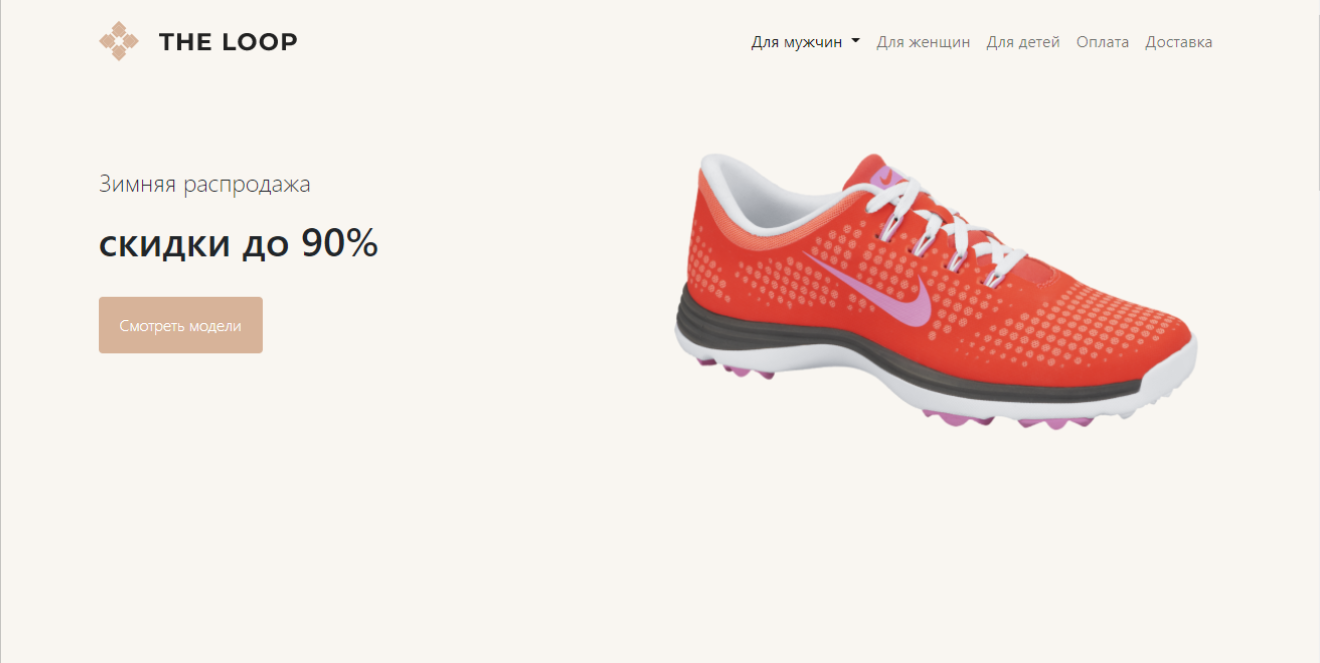 THE LOOP
Для мужчин Для женщин Для детей Оплата Доставка
Зимняя распродажа
скидки до 90%
Смотреть модели